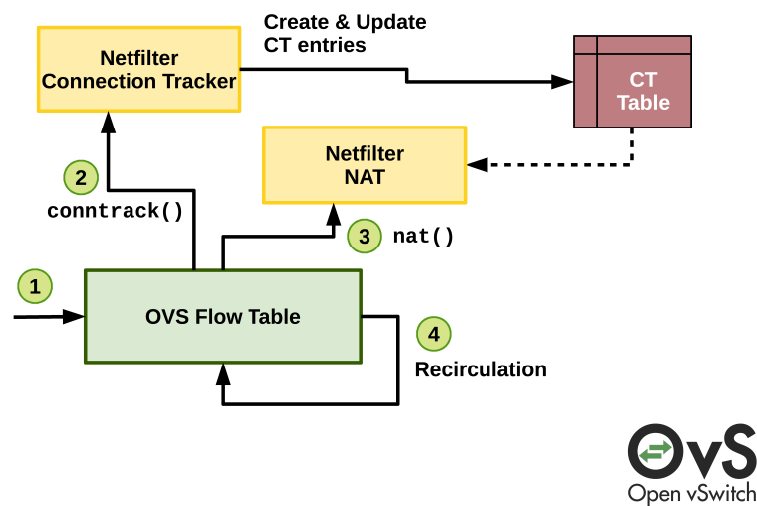 Create & Update
CT entries
Netfilter
Connection Tracker
CT
Table
Netfilter
NAT
2
conntrack()
3
nat()
1
OVS Flow Table
4
Recirculation
OvS
Open vSwitch